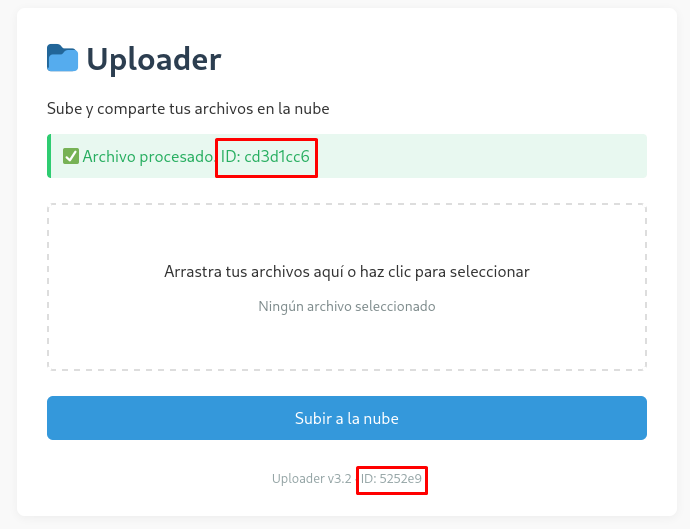 Uploader
Sube y comparte tus archivos en la nube
Archivo procesado. ID: cd3d1cc6
Arrastra tus archivos aquí o haz clic para seleccionar
Ningún archivo seleccionado
Subir a la nube
Uploader v3.2 ID: 5252e9